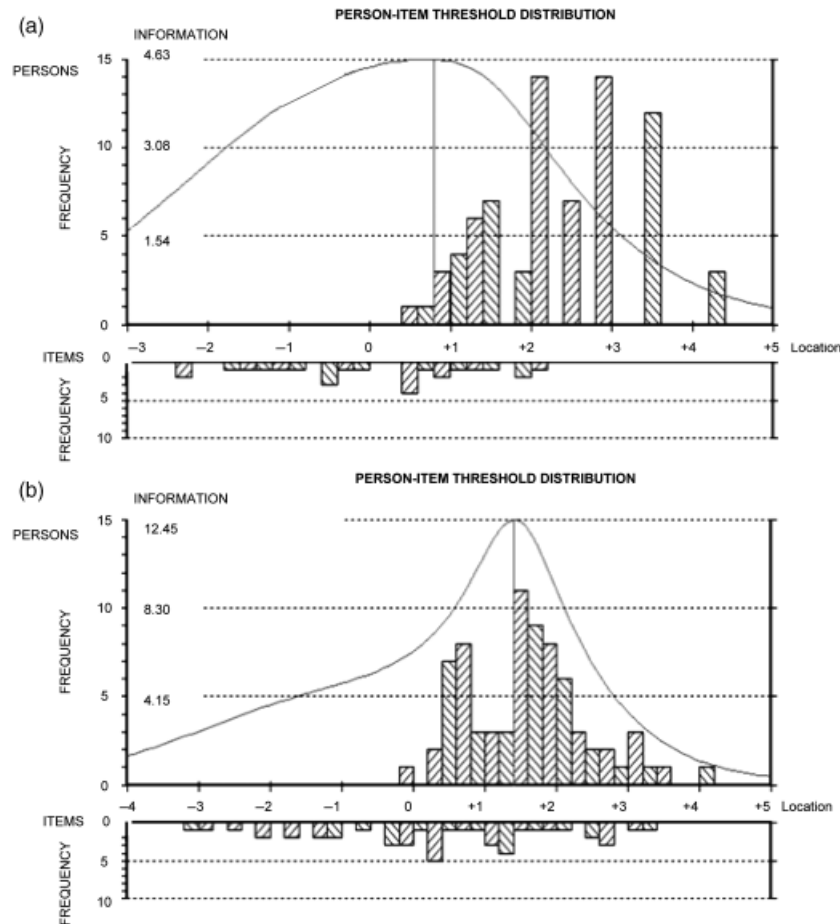 (a)
PERSON-ITEM THRESHOLD DISTRIBUTION
INFORMATION
PERSONS
15
4.63
10
3.08
FREQUENCY
5
1.54
0
–3 –2 –1 0 +1 +2 +3 +4 +5 Location
ITEMS 0
FREQUENCY
5
10
(b)
PERSON-ITEM THRESHOLD DISTRIBUTION
INFORMATION
PERSONS
15
12.45
10
8.30
FREQUENCY
5
4.15
0
–4 –3 –2 –1 0 +1 +2 +3 +4 +5 Location
ITEMS 0
FREQUENCY
5
10